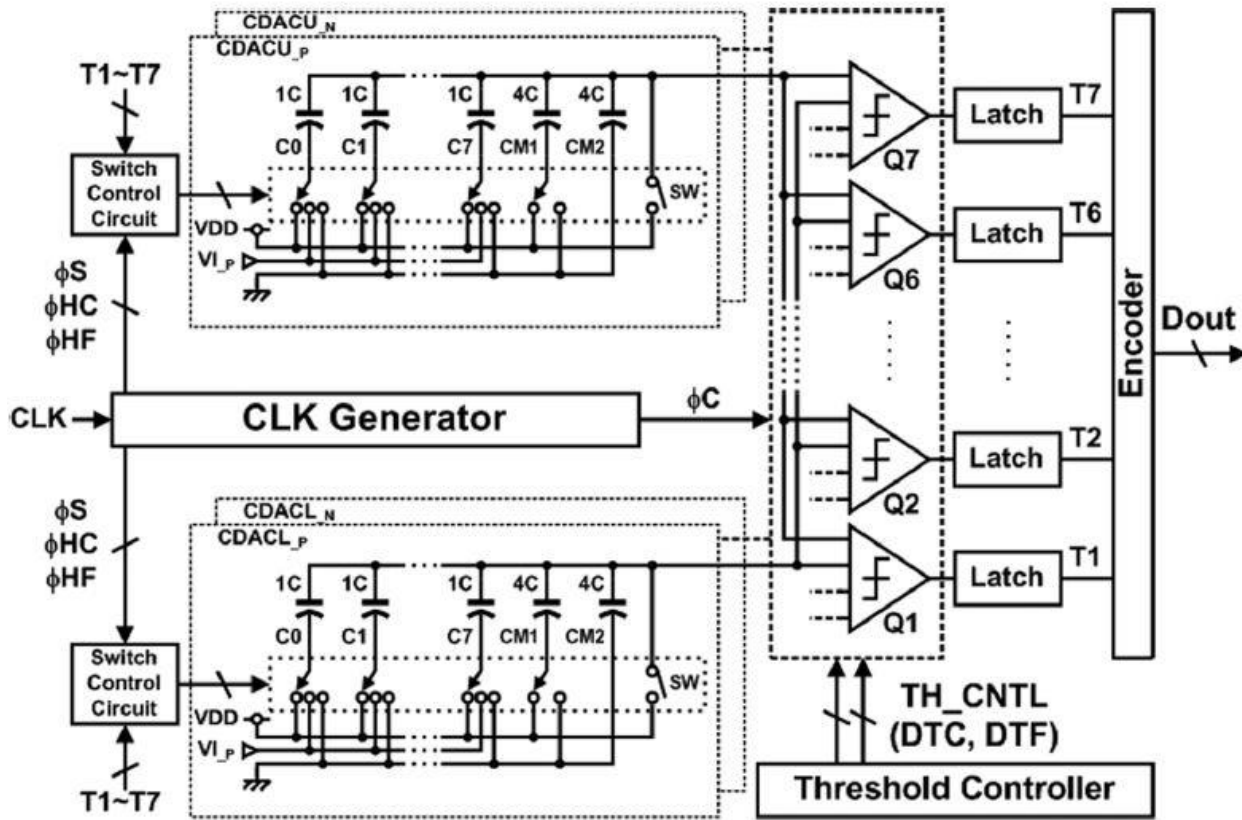 CDACU_N
CDACU_P
T1~T7
1C 1C 1C 4C 4C
C0 C1 C7 CM1 CM2
Switch
Control
Circuit
SW
VDD
VI_P
ϕS
ϕHC
ϕHF
Q7 Latch T7
Q6 Latch T6
CLK
CLK Generator
ϕC
Encoder
Dout
Q2 Latch T2
Q1 Latch T1
ϕS
ϕHC
ϕHF
CDACL_N
CDACL_P
1C 1C 1C 4C 4C
C0 C1 C7 CM1 CM2
Switch
Control
Circuit
SW
VDD
VI_P
T1~T7
TH_CNTL
(DTC, DTF)
Threshold Controller